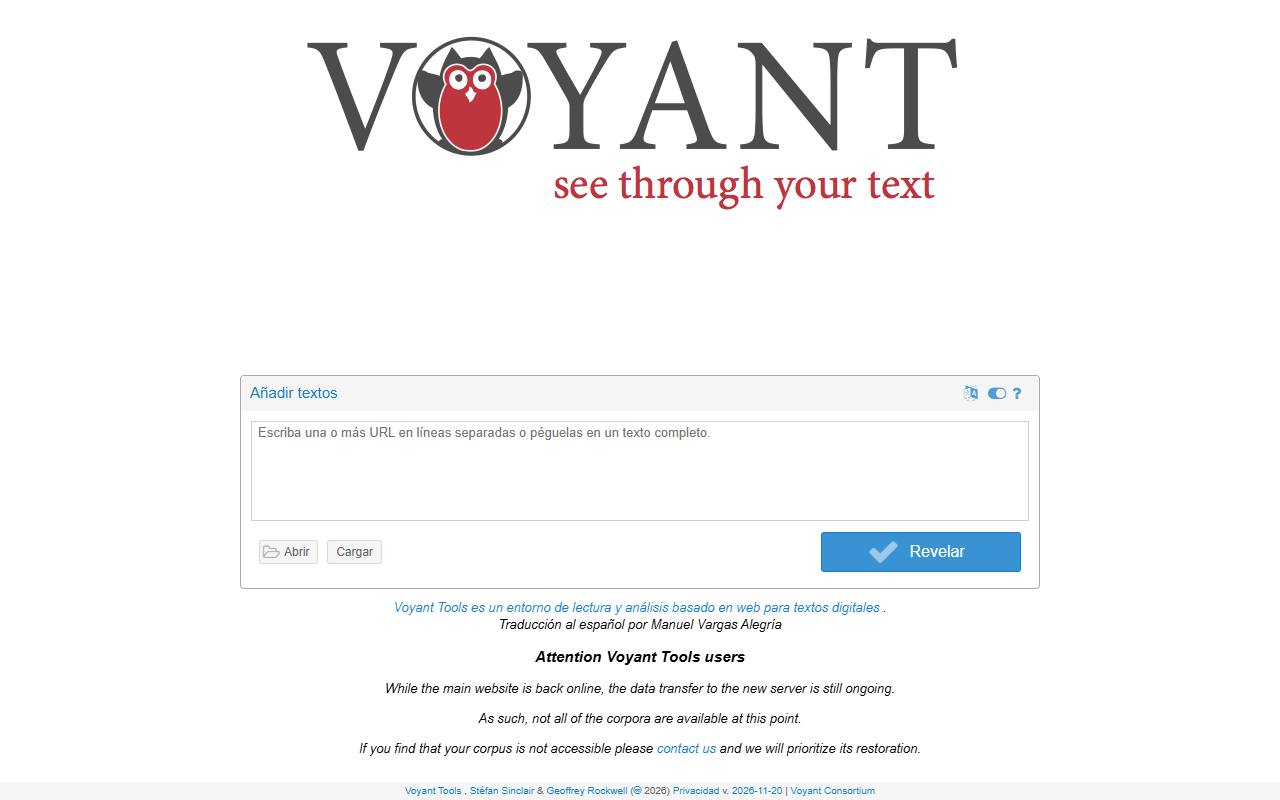 VOYANT
see through your text
Añadir textos
?
Escriba una o más URL en líneas separadas o péguelas en un texto completo.
Abrir Cargar Revelar
Voyant Tools es un entorno de lectura y análisis basado en web para textos digitales .
Traducción al español por Manuel Vargas Alegría
Attention Voyant Tools users
While the main website is back online, the data transfer to the new server is still ongoing.
As such, not all of the corpora are available at this point.
If you find that your corpus is not accessible please contact us and we will prioritize its restoration.
Voyant Tools , Stéfan Sinclair & Geoffrey Rockwell (🄯 2026) Privacidad v. 2026-11-20 | Voyant Consortium